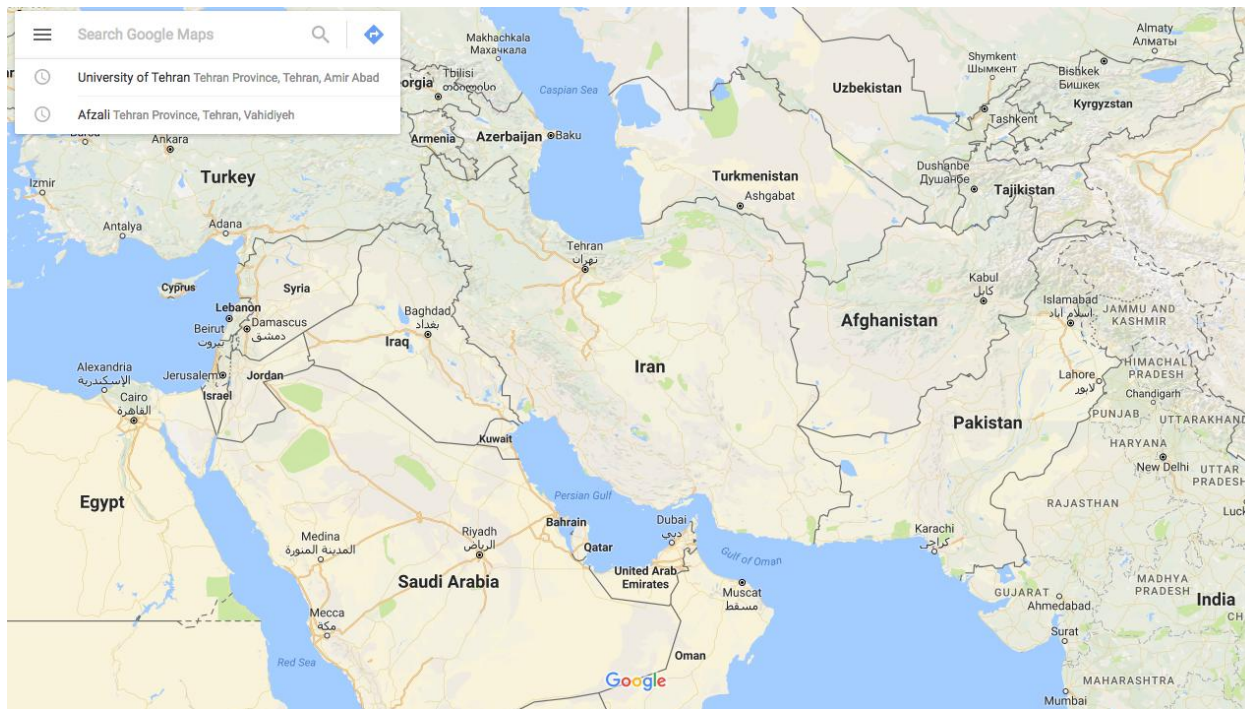 Search Google Maps
University of Tehran Tehran Province, Tehran, Amir Abad
Afzali Tehran Province, Tehran, Vahidiyeh
Makhachkala
Махачкала
Almaty
Алматы
Shymkent
Шымкент
Bishkek
Бишкек
Tbilisi
თბილისი
Caspian Sea
Uzbekistan
Kyrgyzstan
Tashkent
Armenia
Azerbaijan
Baku
Ankara
Dushanbe
Душанбе
Turkey
Turkmenistan
Tajikistan
Izmir
Ashgabat
Antalya
Adana
Tehran
تهران
Kabul
کابل
Cyprus
Syria
Islamabad
اسلام آباد
Lebanon
Baghdad
بغداد
JAMMU AND
KASHMIR
Beirut
بيروت
Damascus
دمشق
Afghanistan
Iraq
Alexandria
الإسكندرية
Jerusalem
Jordan
Iran
Lahore
لاہور
HIMACHAL
PRADESH
Israel
Cairo
القاهرة
Chandigarh
PUNJAB
UTTARAKHAND
Pakistan
Kuwait
HARYANA
New Delhi
UTTAR
PRADESH
Egypt
Persian Gulf
RAJASTHAN
Bahrain
Dubai
دبي
Karachi
کراچی
Medina
المدينة المنورة
Riyadh
الرياض
Qatar
Gulf of Oman
United Arab
Emirates
Saudi Arabia
Muscat
مسقط
GUJARAT
Ahmedabad
MADHYA
PRADESH
India
Mecca
مكة
Surat
Red Sea
Oman
Google
MAHARASHTRA
Mumbai